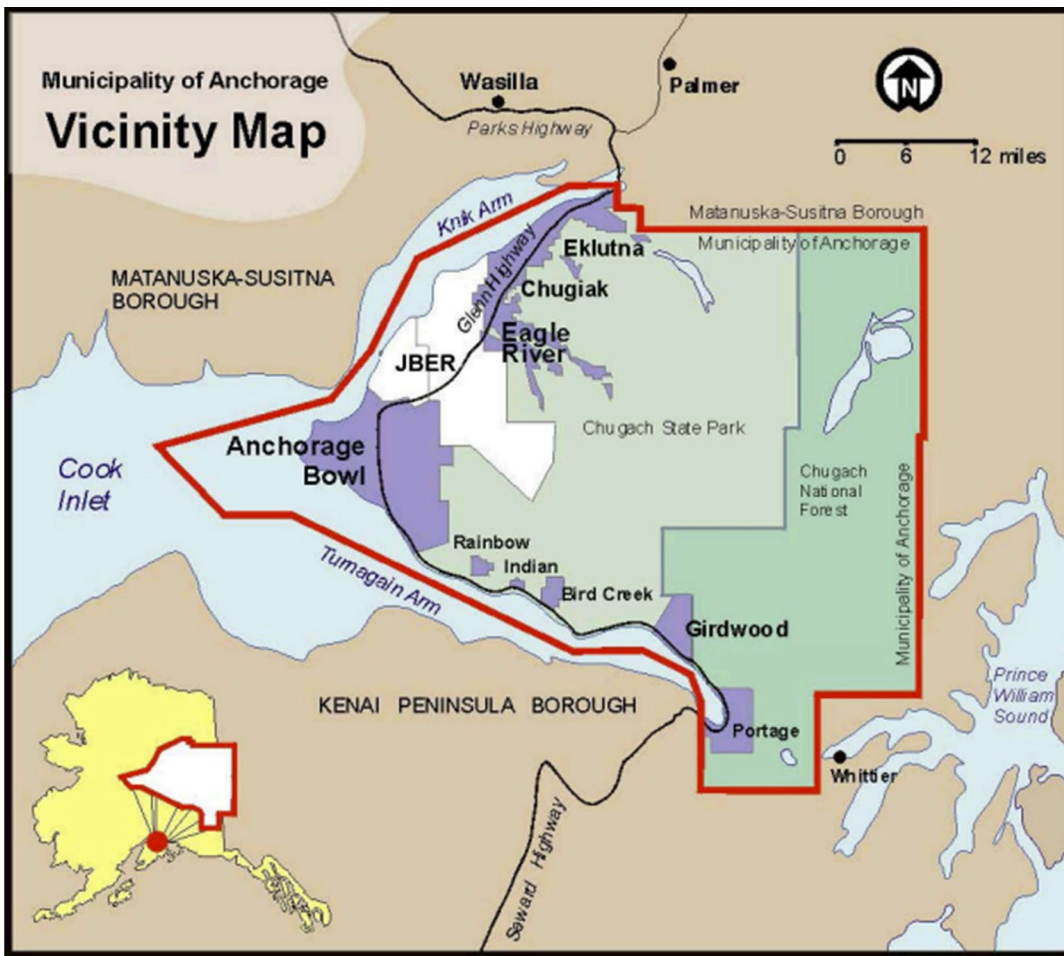 Municipality of Anchorage
Vicinity Map
Wasilla
Palmer
Parks Highway
N
0 6 12 miles
Knik Arm
Matanuska-Susitna Borough
Municipality of Anchorage
MATANUSKA-SUSITNA
BOROUGH
Glenn Highway
Eklutna
Chugiak
Eagle
River
JBER
Chugach State Park
Anchorage
Bowl
Cook
Inlet
Chugach
National
Forest
Municipality of Anchorage
Turnagain Arm
Rainbow
Indian
Bird Creek
Girdwood
KENAI PENINSULA BOROUGH
Prince
William
Sound
Portage
Whittier
Seward Highway